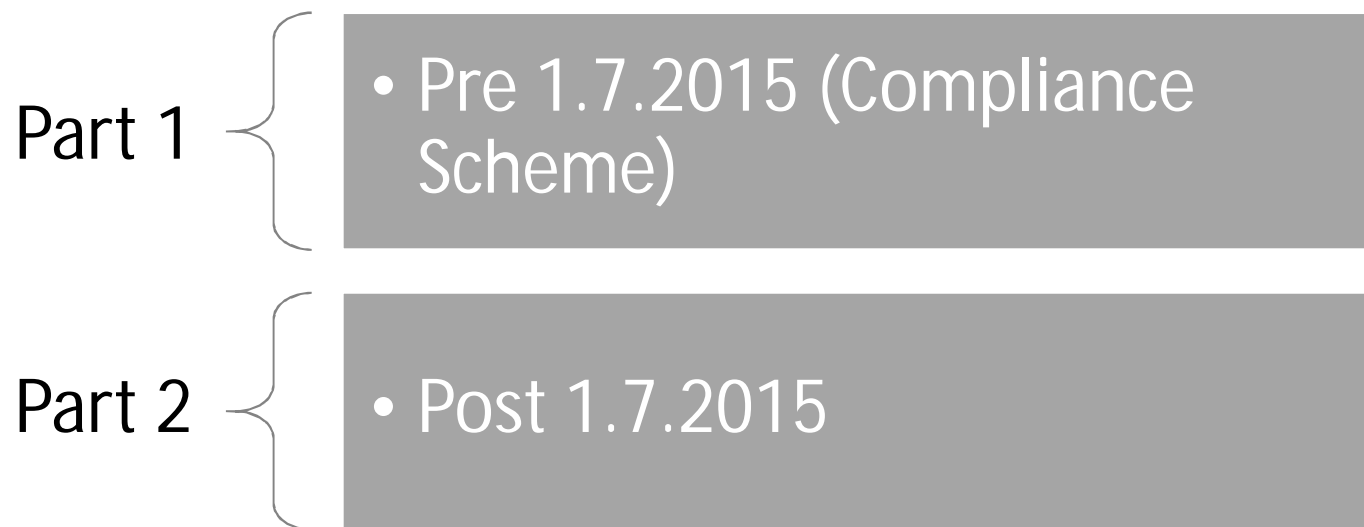 Part 1
• Pre 1.7.2015 (Compliance
Scheme)
Part 2
• Post 1.7.2015